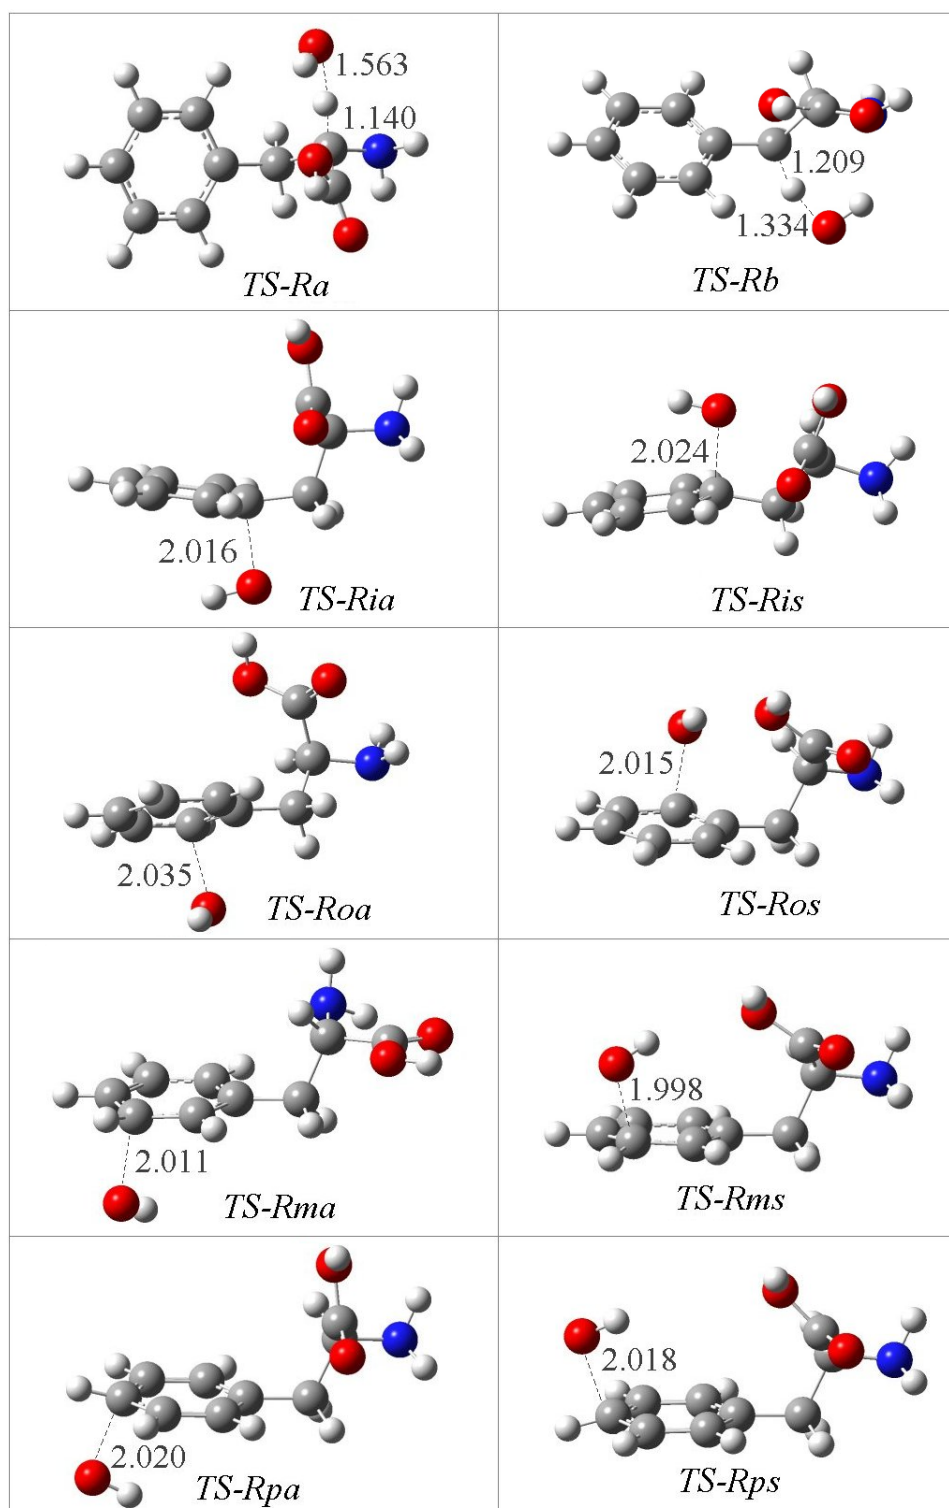 1.563
1.140
TS-Ra
1.209
1.334
TS-Rb
2.016
TS-Ria
2.024
TS-Ris
2.035
TS-Roa
2.015
TS-Ros
2.011
TS-Rma
1.998
TS-Rms
2.020
TS-Rpa
2.018
TS-Rps